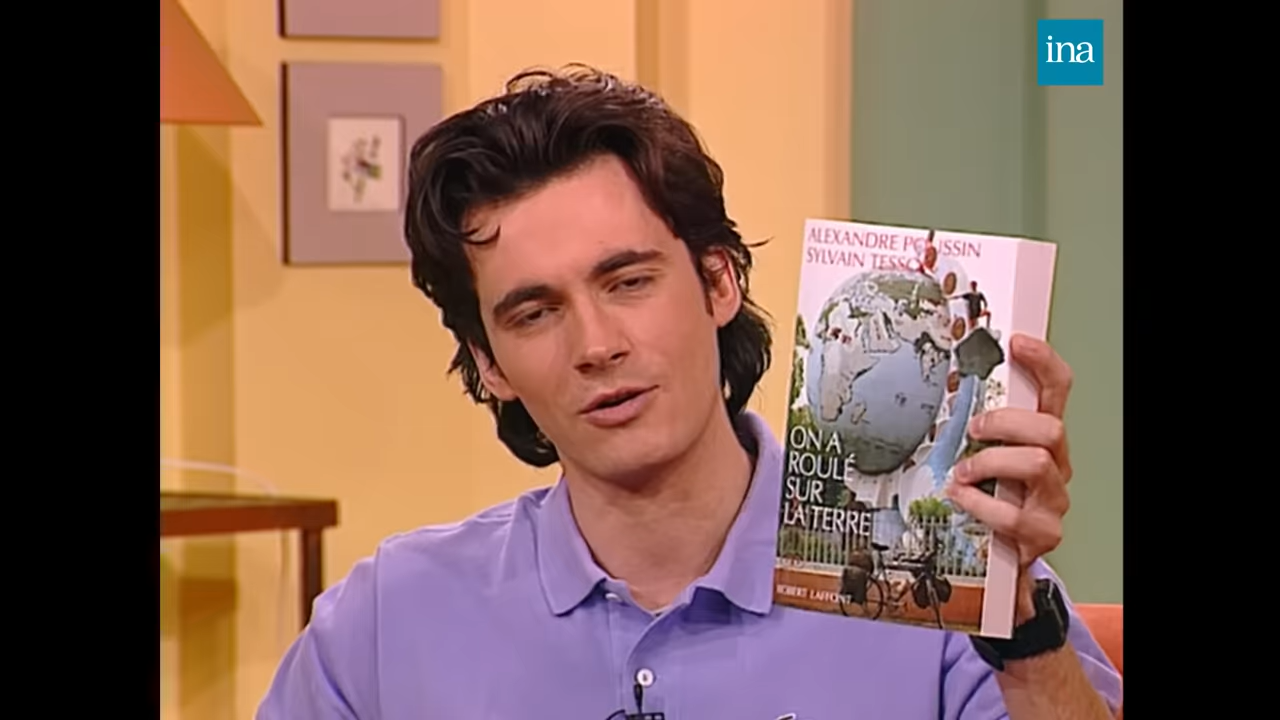 ina
ALEXANDRE POUSSIN
SYLVAIN TESSON
ON A
ROULÉ
SUR
LA TERRE
ROBERT LAFFONT